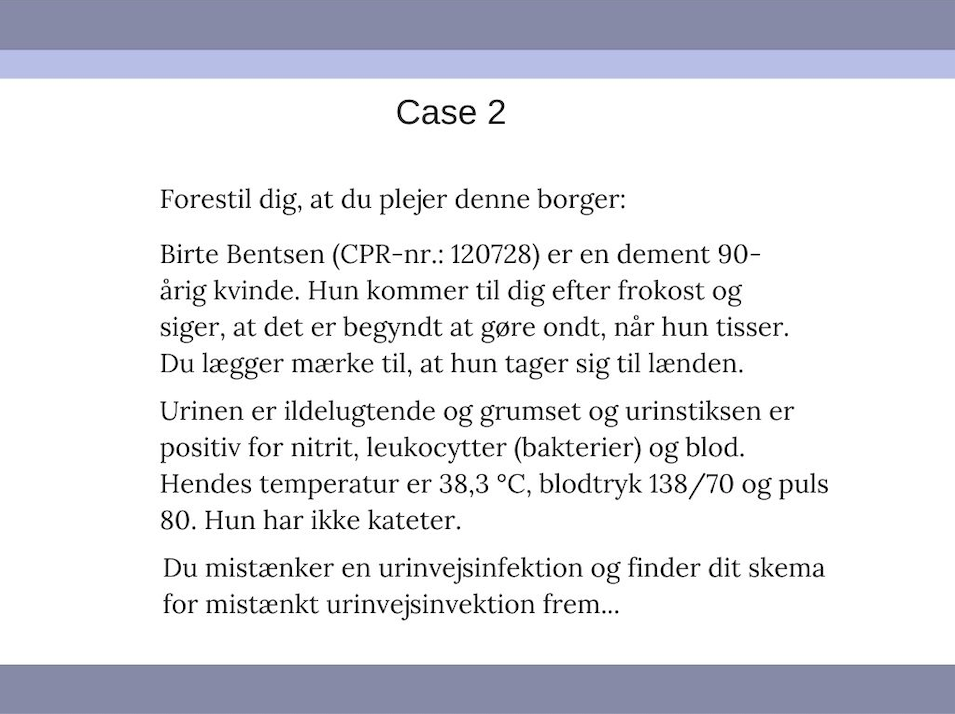 Case 2
Forestil dig, at du plejer denne borger:
Birte Bentsen (CPR-nr.: 120728) er en dement 90-
årig kvinde. Hun kommer til dig efter frokost og
siger, at det er begyndt at gøre ondt, når hun tisser.
Du lægger mærke til, at hun tager sig til lænden.
Urinen er ildelugtende og grumset og urinstiksen er
positiv for nitrit, leukocytter (bakterier) og blod.
Hendes temperatur er 38,3 °C, blodtryk 138/70 og puls
80. Hun har ikke kateter.
Du mistænker en urinvejsinfektion og finder dit skema
for mistænkt urinvejsinvektion frem...